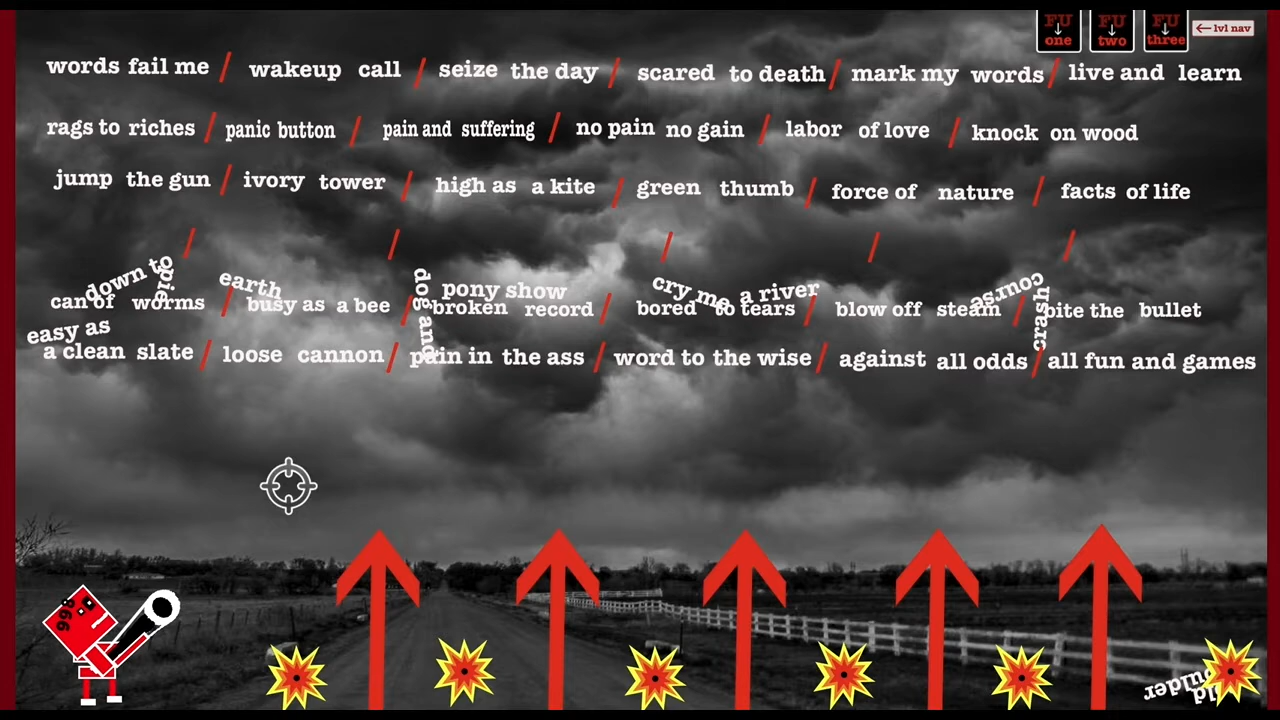 FU FU FU
↓ ↓ ↓
one two three ← lvl nav
words fail me / wakeup call / seize the day / scared to death / mark my words / live and learn
rags to riches / panic button / pain and suffering / no pain no gain / labor of love / knock on wood
jump the gun / ivory tower / high as a kite / green thumb / force of nature / facts of life
/ / / / /
down to earth
pony show
dog and
cry me a river
crash course
can of worms / busy as a bee / broken record / bored to tears / blow off steam / bite the bullet
easy as pie
a clean slate / loose cannon / pain in the ass / word to the wise / against all odds / all fun and games
998